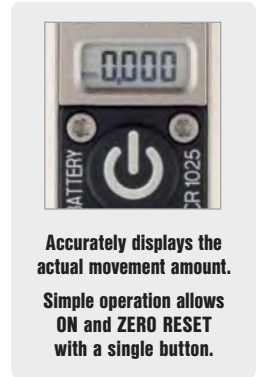 0.000
BATTERY
CR1025
Accurately displays the
actual movement amount.
Simple operation allows
ON and ZERO RESET
with a single button.